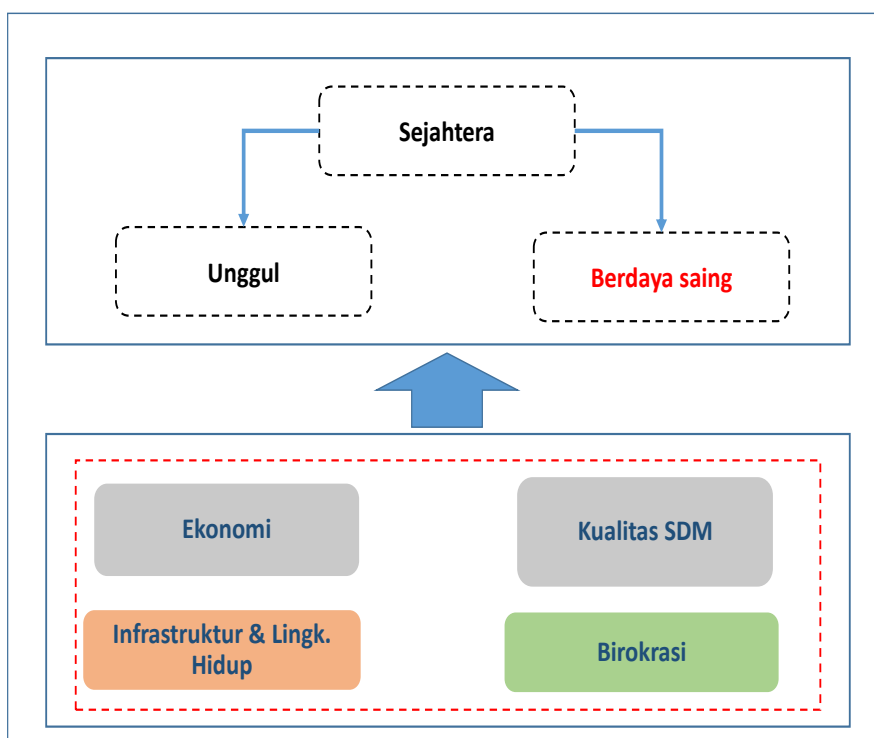 Sejahtera
Unggul
Berdaya saing
Ekonomi
Kualitas SDM
Infrastruktur & Lingk.
Hidup
Birokrasi